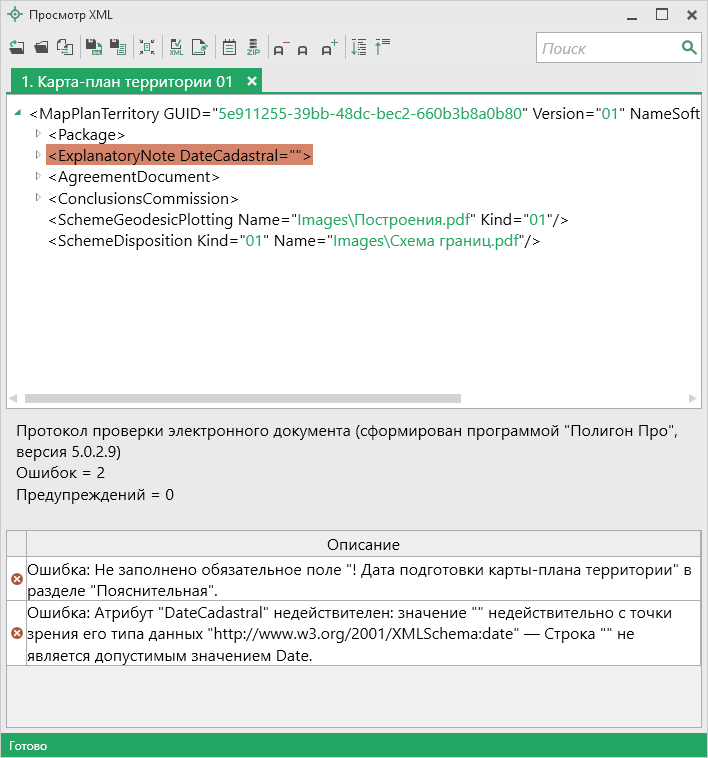 Просмотр XML
XML
ZIP
a
a
a
Поиск
1. Карта-план территории 01
<MapPlanTerritory GUID="5e911255-39bb-48dc-bec2-660b3b8a0b80" Version="01" NameSoft
<Package>
<ExplanatoryNote DateCadastral="">
<AgreementDocument>
<ConclusionsCommission>
<SchemeGeodesicPlotting Name="Images\Построения.pdf" Kind="01"/>
<SchemeDisposition Kind="01" Name="Images\Схема границ.pdf"/>
Протокол проверки электронного документа (сформирован программой "Полигон Про",
версия 5.0.2.9)
Ошибок = 2
Предупреждений = 0
Описание
Ошибка: Не заполнено обязательное поле "! Дата подготовки карты-плана территории" в
разделе "Пояснительная".
Ошибка: Атрибут "DateCadastral" недействителен: значение "" недействительно с точки
зрения его типа данных "http://www.w3.org/2001/XMLSchema:date" — Строка "" не
является допустимым значением Date.
Готово